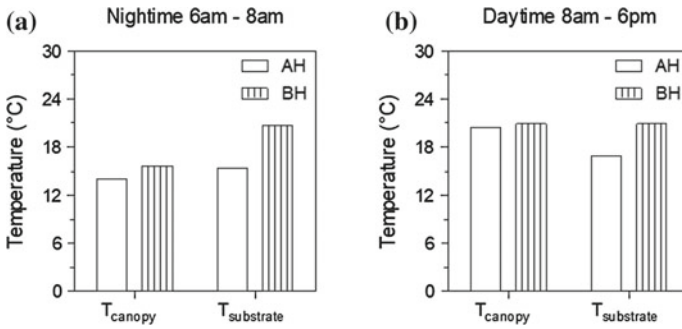 (a) Nightime 6am - 8am
Temperature (°C)
30
24
18
12
6
0
AH
BH
Tcanopy
Tsubstrate
(b) Daytime 8am - 6pm
Temperature (°C)
30
24
18
12
6
0
AH
BH
Tcanopy
Tsubstrate